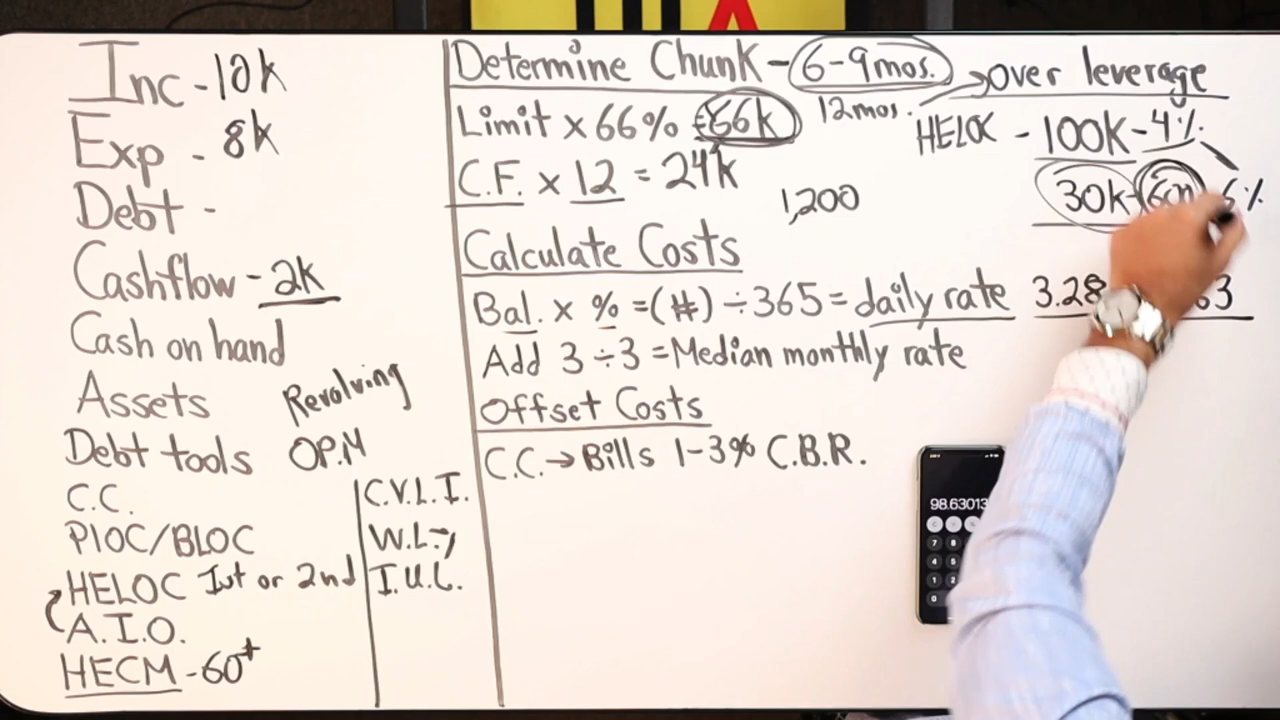 Inc - 10k
Exp - 8k
Debt -
Cashflow - 2k
Cash on hand
Assets
Revolving
Debt tools OP.M
C.C.
PLOC/BLOC
HELOC 1st or 2nd
A.I.O.
HECM - 60+
C.V.L.I.
W.L.
I.U.L.
Determine Chunk - 6-9mos.
12mos.
Limit x 66% = 66k
C.F. x 12 = 24k
1,200
Calculate Costs
Bal. x % = (#) ÷ 365 = daily rate
Add 3 ÷ 3 = Median monthly rate
Offset Costs
C.C. → Bills 1-3% C.B.R.
→ Over leverage
HELOC - 100K - 4%
30k
3.28
98.63013